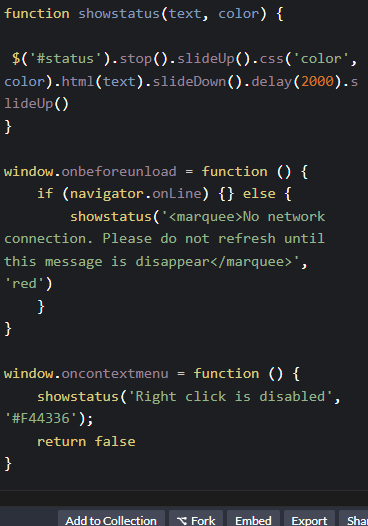 function showstatus(text, color) {
 $('#status').stop().slideUp().css('color',
color).html(text).slideDown().delay(2000).s
lideUp()
}
window.onbeforeunload = function () {
    if (navigator.onLine) {} else {
        showstatus('<marquee>No network
connection. Please do not refresh until
this message is disappear</marquee>',
'red')
    }
}
window.oncontextmenu = function () {
    showstatus('Right click is disabled',
'#F44336');
    return false
}
Add to Collection Fork Embed Export Shar